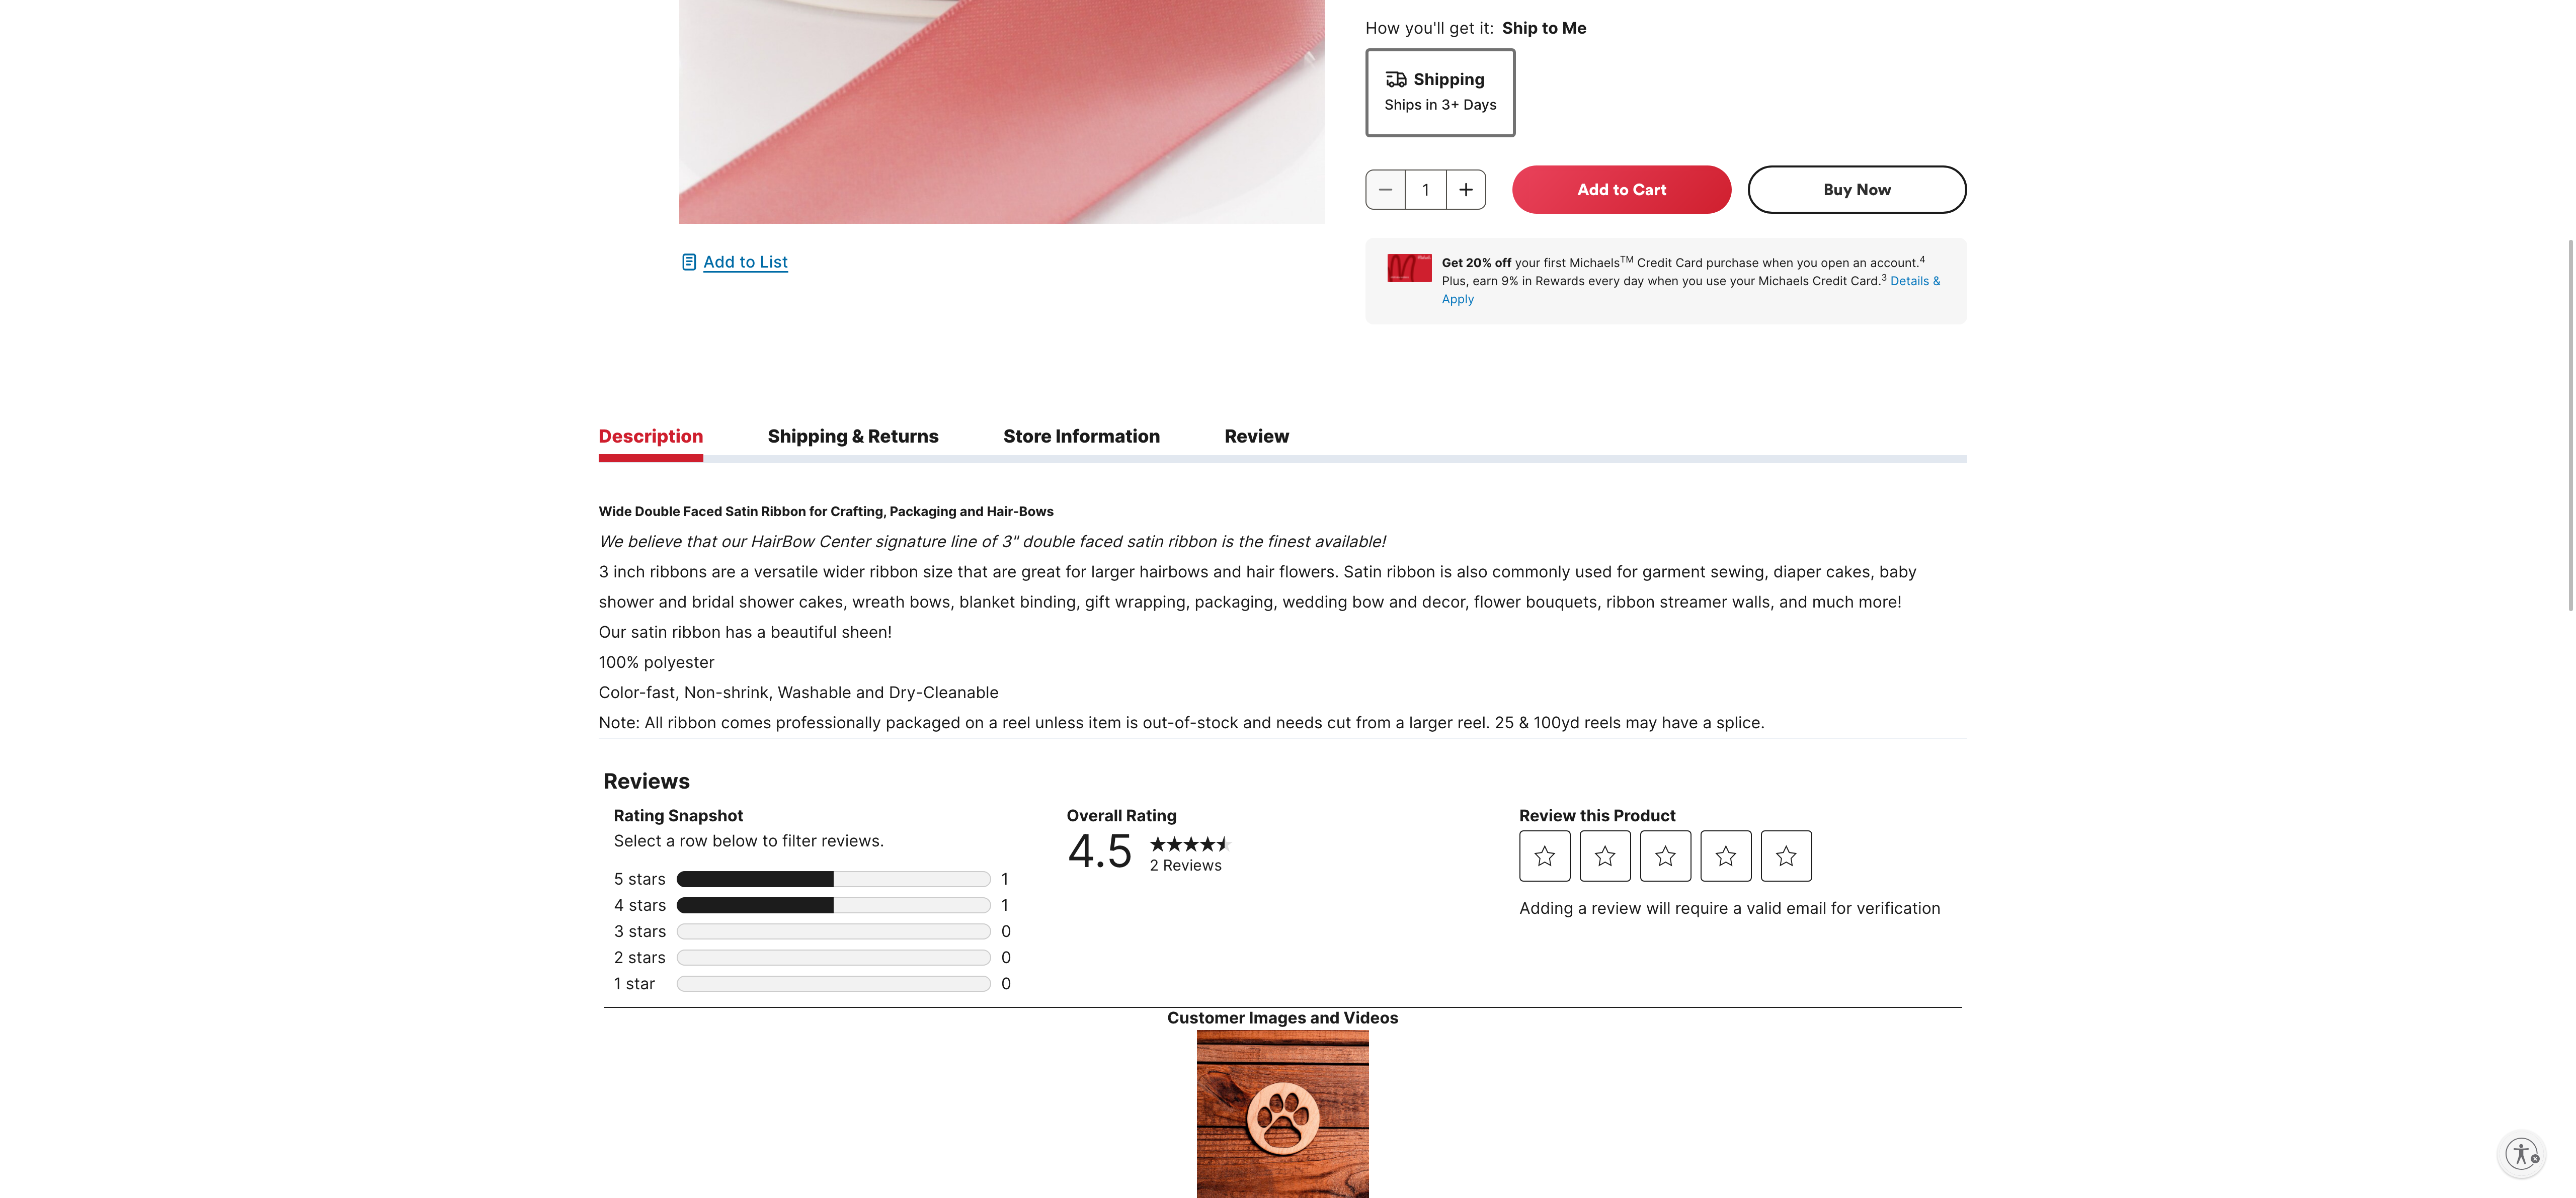 How you'll get it: Ship to Me
Shipping
Ships in 3+ Days
1
Add to Cart
Buy Now
Add to List
Get 20% off your first Michaels™ Credit Card purchase when you open an account.4
Plus, earn 9% in Rewards every day when you use your Michaels Credit Card.3 Details &
Apply
Description
Shipping & Returns
Store Information
Review
Wide Double Faced Satin Ribbon for Crafting, Packaging and Hair-Bows
We believe that our HairBow Center signature line of 3" double faced satin ribbon is the finest available!
3 inch ribbons are a versatile wider ribbon size that are great for larger hairbows and hair flowers. Satin ribbon is also commonly used for garment sewing, diaper cakes, baby
shower and bridal shower cakes, wreath bows, blanket binding, gift wrapping, packaging, wedding bow and decor, flower bouquets, ribbon streamer walls, and much more!
Our satin ribbon has a beautiful sheen!
100% polyester
Color-fast, Non-shrink, Washable and Dry-Cleanable
Note: All ribbon comes professionally packaged on a reel unless item is out-of-stock and needs cut from a larger reel. 25 & 100yd reels may have a splice.
Reviews
Rating Snapshot
Select a row below to filter reviews.
5 stars 1
4 stars 1
3 stars 0
2 stars 0
1 star 0
Overall Rating
4.5
2 Reviews
Review this Product
Adding a review will require a valid email for verification
Customer Images and Videos